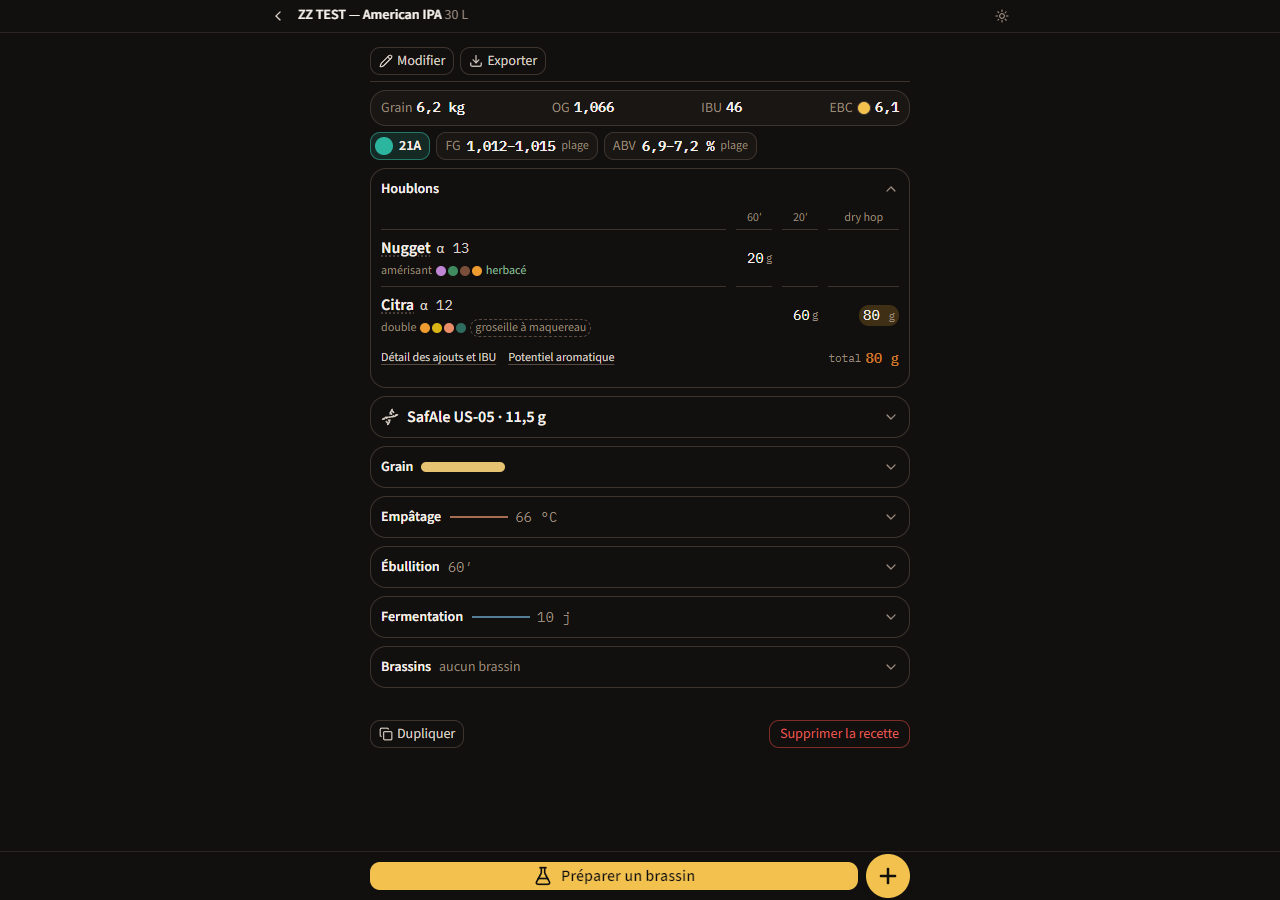 ZZ TEST — American IPA 30 L
Modifier Exporter
Grain 6,2 kg OG 1,066 IBU 46 EBC 6,1
21A FG 1,012–1,015 plage ABV 6,9–7,2 % plage
Houblons
60′ 20′ dry hop
Nugget α 13
20 g
amérisant herbacé
Citra α 12
60 g 80 g
double groseille à maquereau
Détail des ajouts et IBU Potentiel aromatique total 80 g
SafAle US-05 · 11,5 g
Grain
Empâtage 66 °C
Ébullition 60′
Fermentation 10 j
Brassins aucun brassin
Dupliquer Supprimer la recette
Préparer un brassin